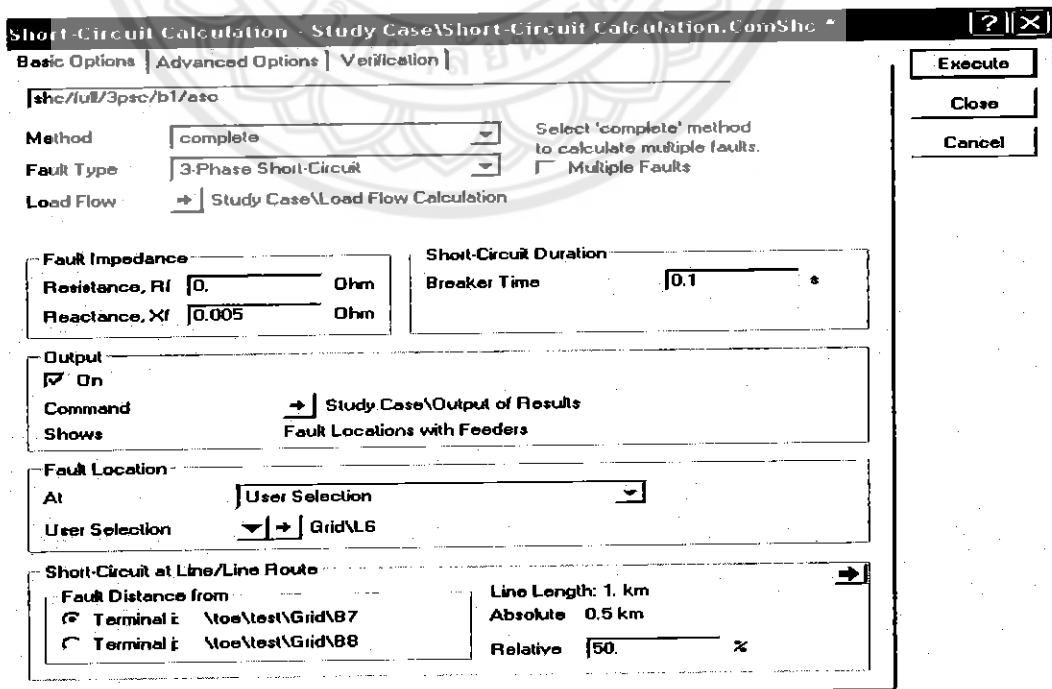 Short-Circuit Calculation - Study Case\Short-Circuit Calculation.ComShc *
Basic Options Advanced Options Verification
Execute
shc/full/3psc/b1/asc
Close
Method complete
Select 'complete' method
to calculate multiple faults.
Cancel
Fault Type 3-Phase Short-Circuit
Multiple Faults
Load Flow Study Case\Load Flow Calculation
Fault Impedance
Resistance, Rf 0. Ohm
Reactance, Xf 0.005 Ohm
Short-Circuit Duration
Breaker Time 0.1 s
Output
On
Command Study Case\Output of Results
Shows Fault Locations with Feeders
Fault Location
At User Selection
User Selection Grid\L6
Short-Circuit at Line/Line Route
Fault Distance from
Terminal i: \toe\test\Grid\B7
Terminal j: \toe\test\Grid\B8
Line Length: 1. km
Absolute 0.5 km
Relative 50. %